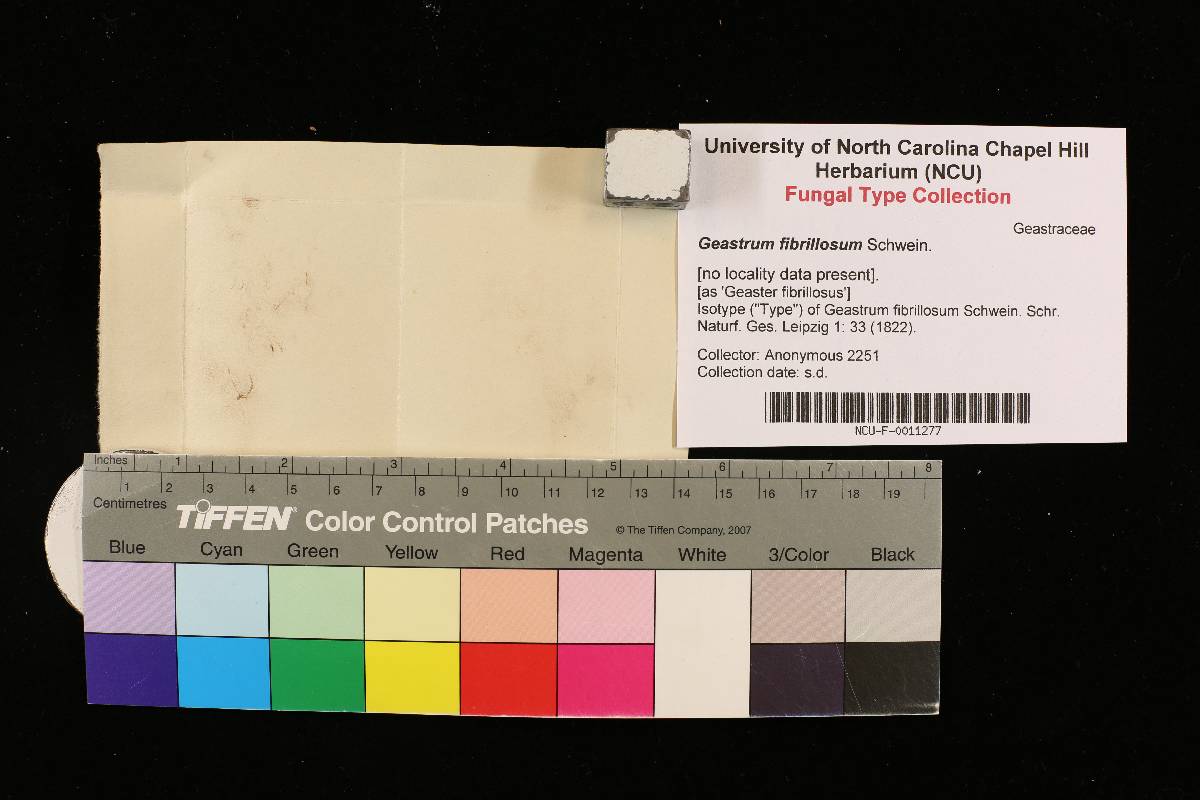 University of North Carolina Chapel Hill
Herbarium (NCU)
Fungal Type Collection
Geastraceae
Geastrum fibrillosum Schwein.
[no locality data present].
[as 'Geaster fibrillosus']
Isotype ("Type") of Geastrum fibrillosum Schwein. Schr.
Naturf. Ges. Leipzig 1: 33 (1822).
Collector: Anonymous 2251
Collection date: s.d.
NCU-F-0011277
Inches 1 2 3 4 5 6 7 8
1 2 3 4 5 6 7 8 9 10 11 12 13 14 15 16 17 18 19
Centimetres
TIFFEN® Color Control Patches © The Tiffen Company, 2007
Blue Cyan Green Yellow Red Magenta White 3/Color Black